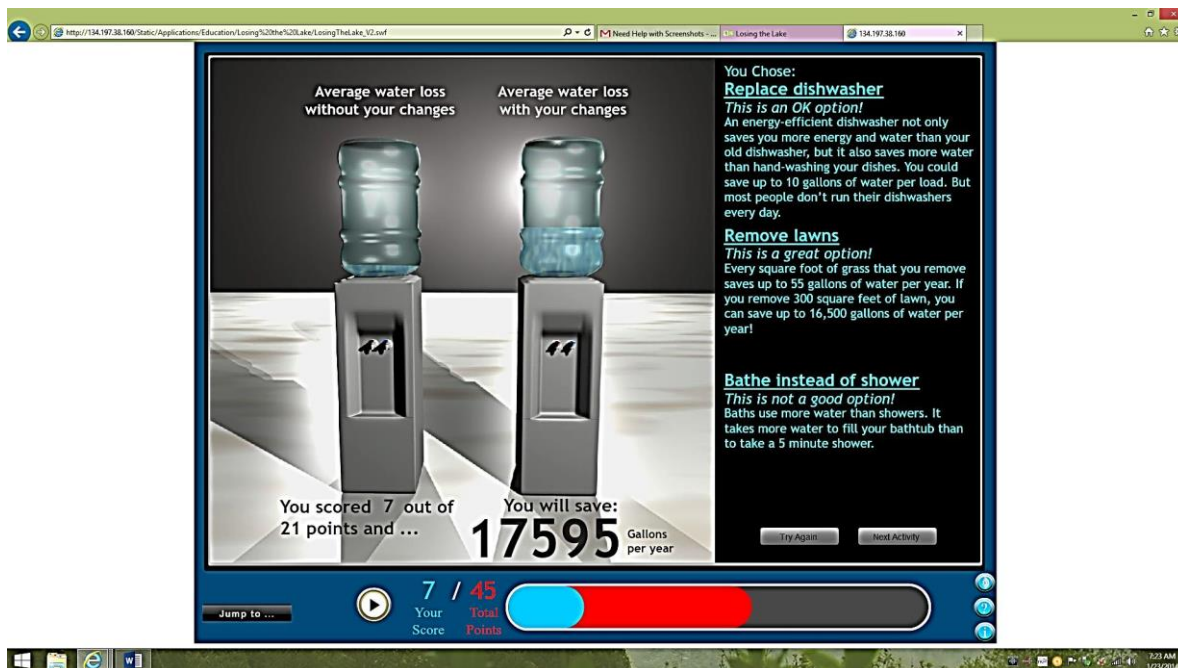 http://134.197.38.160/Static/Applications/Education/Losing%20the%20Lake/LosingTheLake_V2.swf
Need Help with Screenshots - ...
Losing the Lake
134.197.38.160
Average water loss
without your changes
Average water loss
with your changes
You scored 7 out of
21 points and ...
You will save:
17595
Gallons
per year
You Chose:
Replace dishwasher
This is an OK option!
An energy-efficient dishwasher not only
saves you more energy and water than your
old dishwasher, but it also saves more water
than hand-washing your dishes. You could
save up to 10 gallons of water per load. But
most people don't run their dishwashers
every day.
Remove lawns
This is a great option!
Every square foot of grass that you remove
saves up to 55 gallons of water per year. If
you remove 300 square feet of lawn, you
can save up to 16,500 gallons of water per
year!
Bathe instead of shower
This is not a good option!
Baths use more water than showers. It
takes more water to fill your bathtub than
to take a 5 minute shower.
Try Again
Next Activity
Jump to ...
7 / 45
Your Total
Score Points
7:23 AM